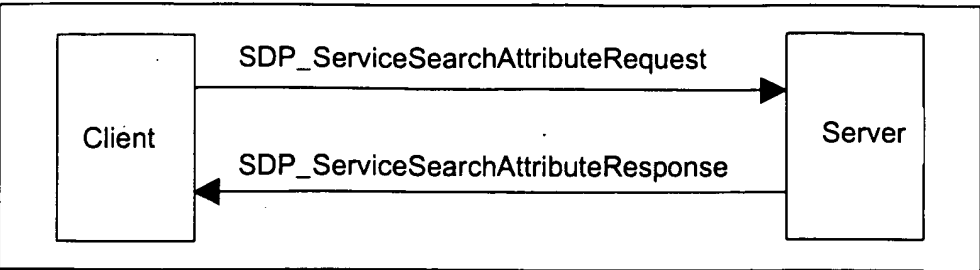 SDP_ServiceSearchAttributeRequest
Client
Server
SDP_ServiceSearchAttributeResponse